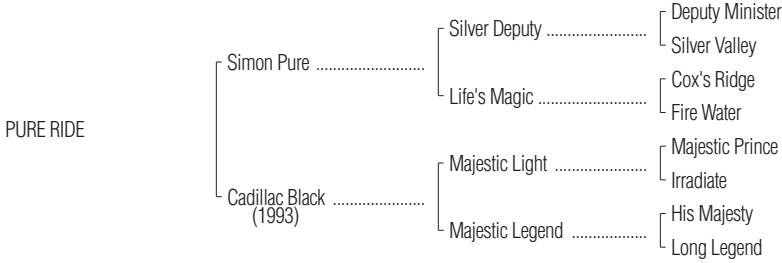 Deputy Minister
Silver Deputy ........................
Silver Valley
Simon Pure ..........................
Cox's Ridge
Life's Magic ..........................
Fire Water
PURE RIDE
Majestic Prince
Majestic Light ......................
Irradiate
Cadillac Black ......................
(1993)
His Majesty
Majestic Legend ..................
Long Legend